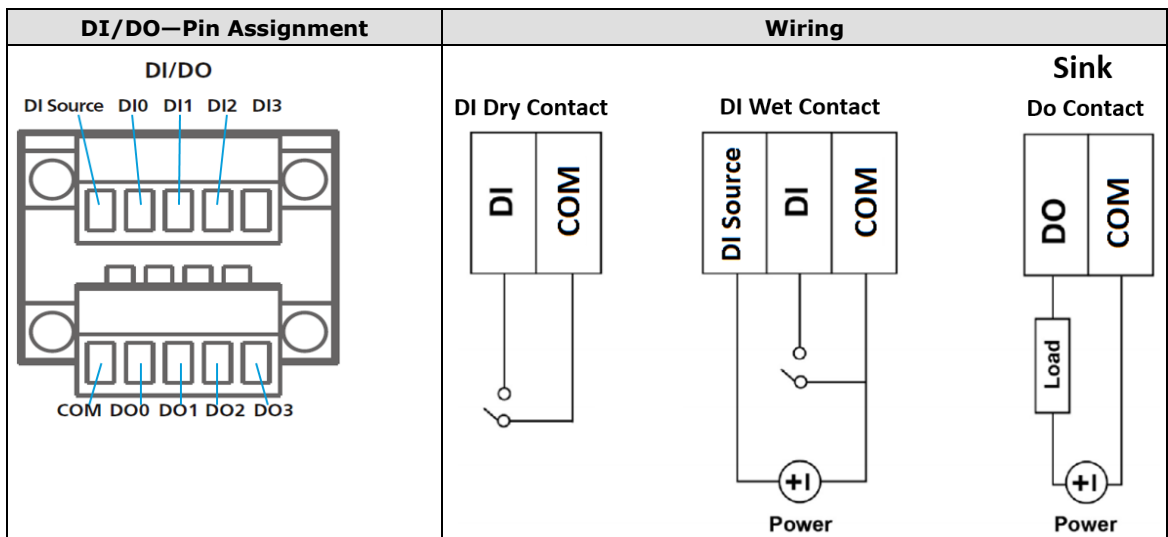 DI/DO—Pin Assignment
Wiring
DI/DO
DI Source DI0 DI1 DI2 DI3
COM DO0 DO1 DO2 DO3
DI Dry Contact
DI
COM
DI Wet Contact
DI Source
DI
COM
+
Power
Sink
Do Contact
DO
COM
Load
+
Power